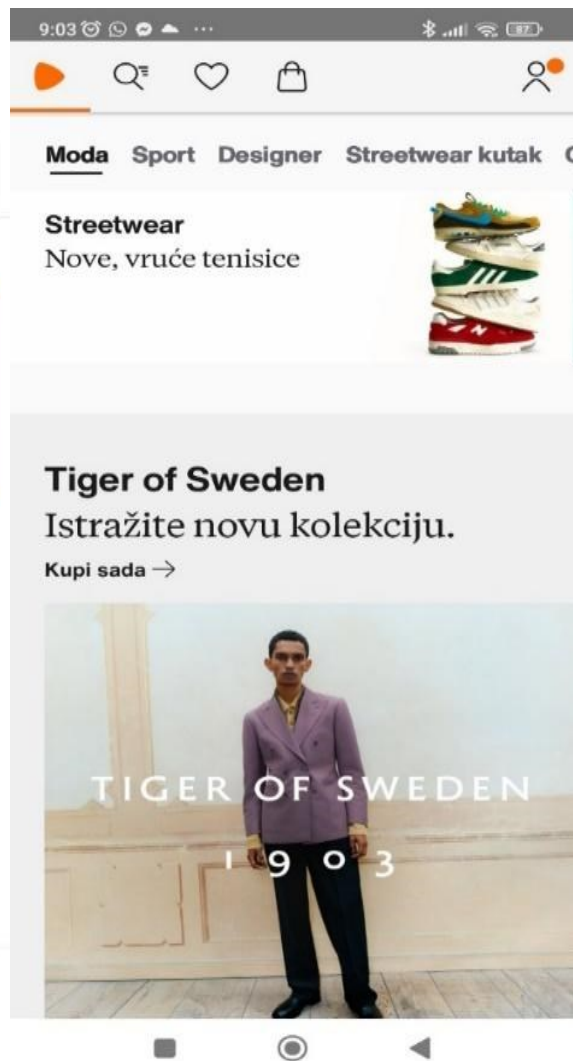 9:03
87
Moda Sport Designer Streetwear kutak
Streetwear
Nove, vruće tenisice
Tiger of Sweden
Istražite novu kolekciju.
Kupi sada →
TIGER OF SWEDEN
1903